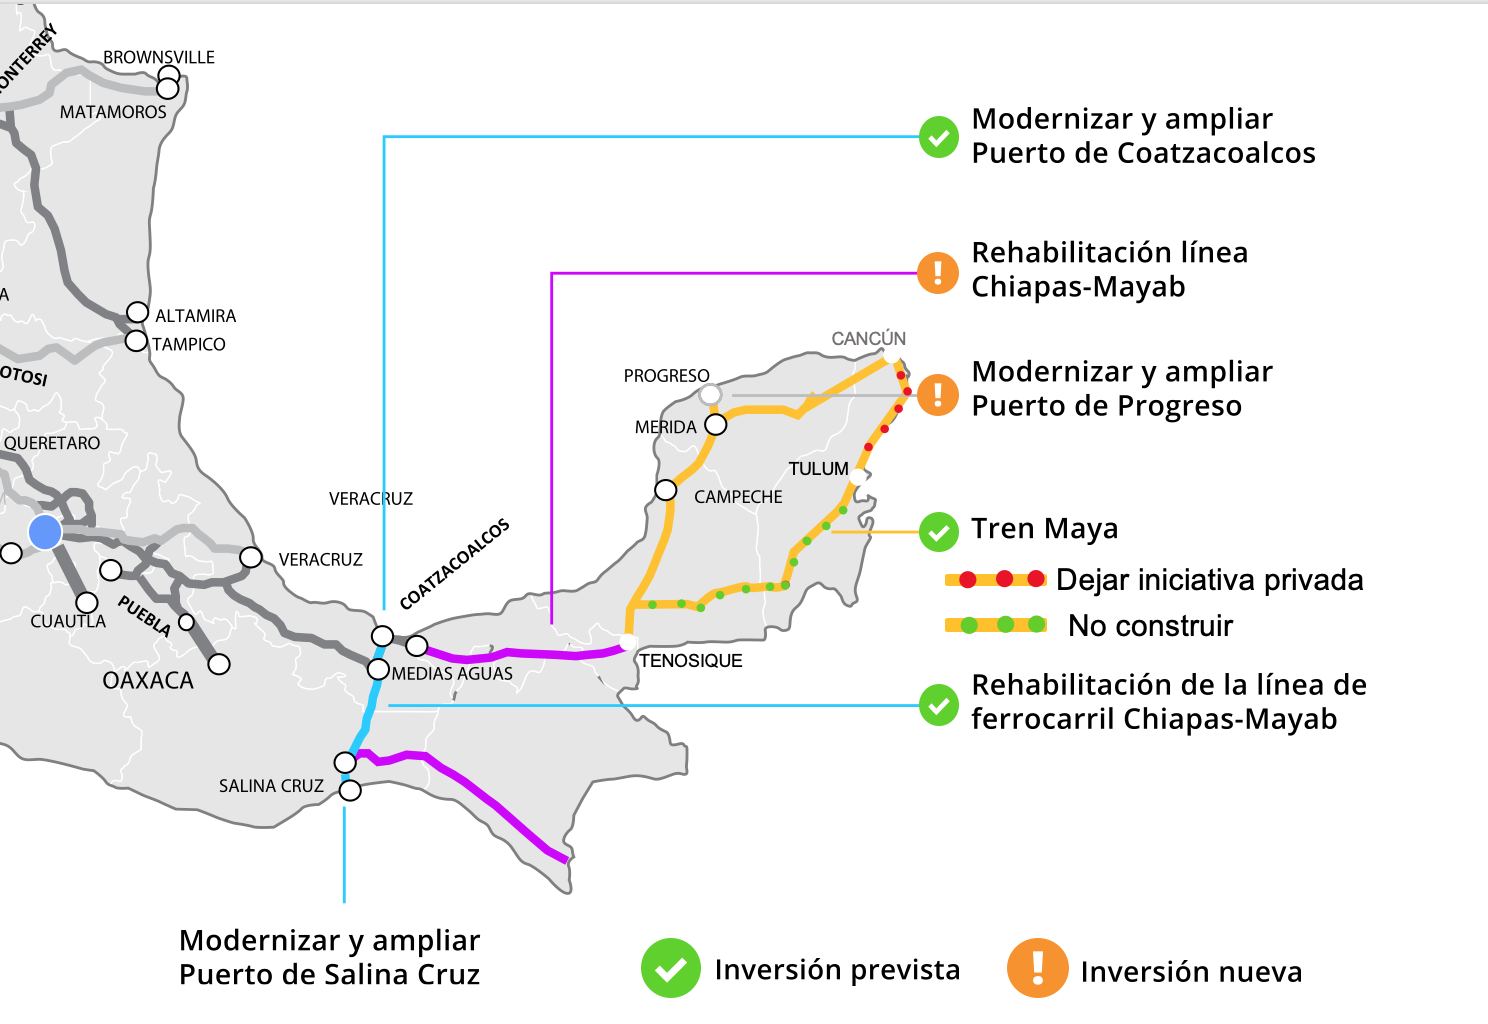 ONTERREY
BROWNSVILLE
MATAMOROS
Modernizar y ampliar
Puerto de Coatzacoalcos
Rehabilitación línea
Chiapas-Mayab
A
ALTAMIRA
TAMPICO
OTOSI
CANCÚN
PROGRESO
Modernizar y ampliar
Puerto de Progreso
MERIDA
QUERETARO
TULUM
CAMPECHE
VERACRUZ
Tren Maya
COATZACOALCOS
VERACRUZ
Dejar iniciativa privada
PUEBLA
CUAUTLA
No construir
TENOSIQUE
OAXACA
MEDIAS AGUAS
Rehabilitación de la línea de
ferrocarril Chiapas-Mayab
SALINA CRUZ
Modernizar y ampliar
Puerto de Salina Cruz
Inversión prevista
Inversión nueva